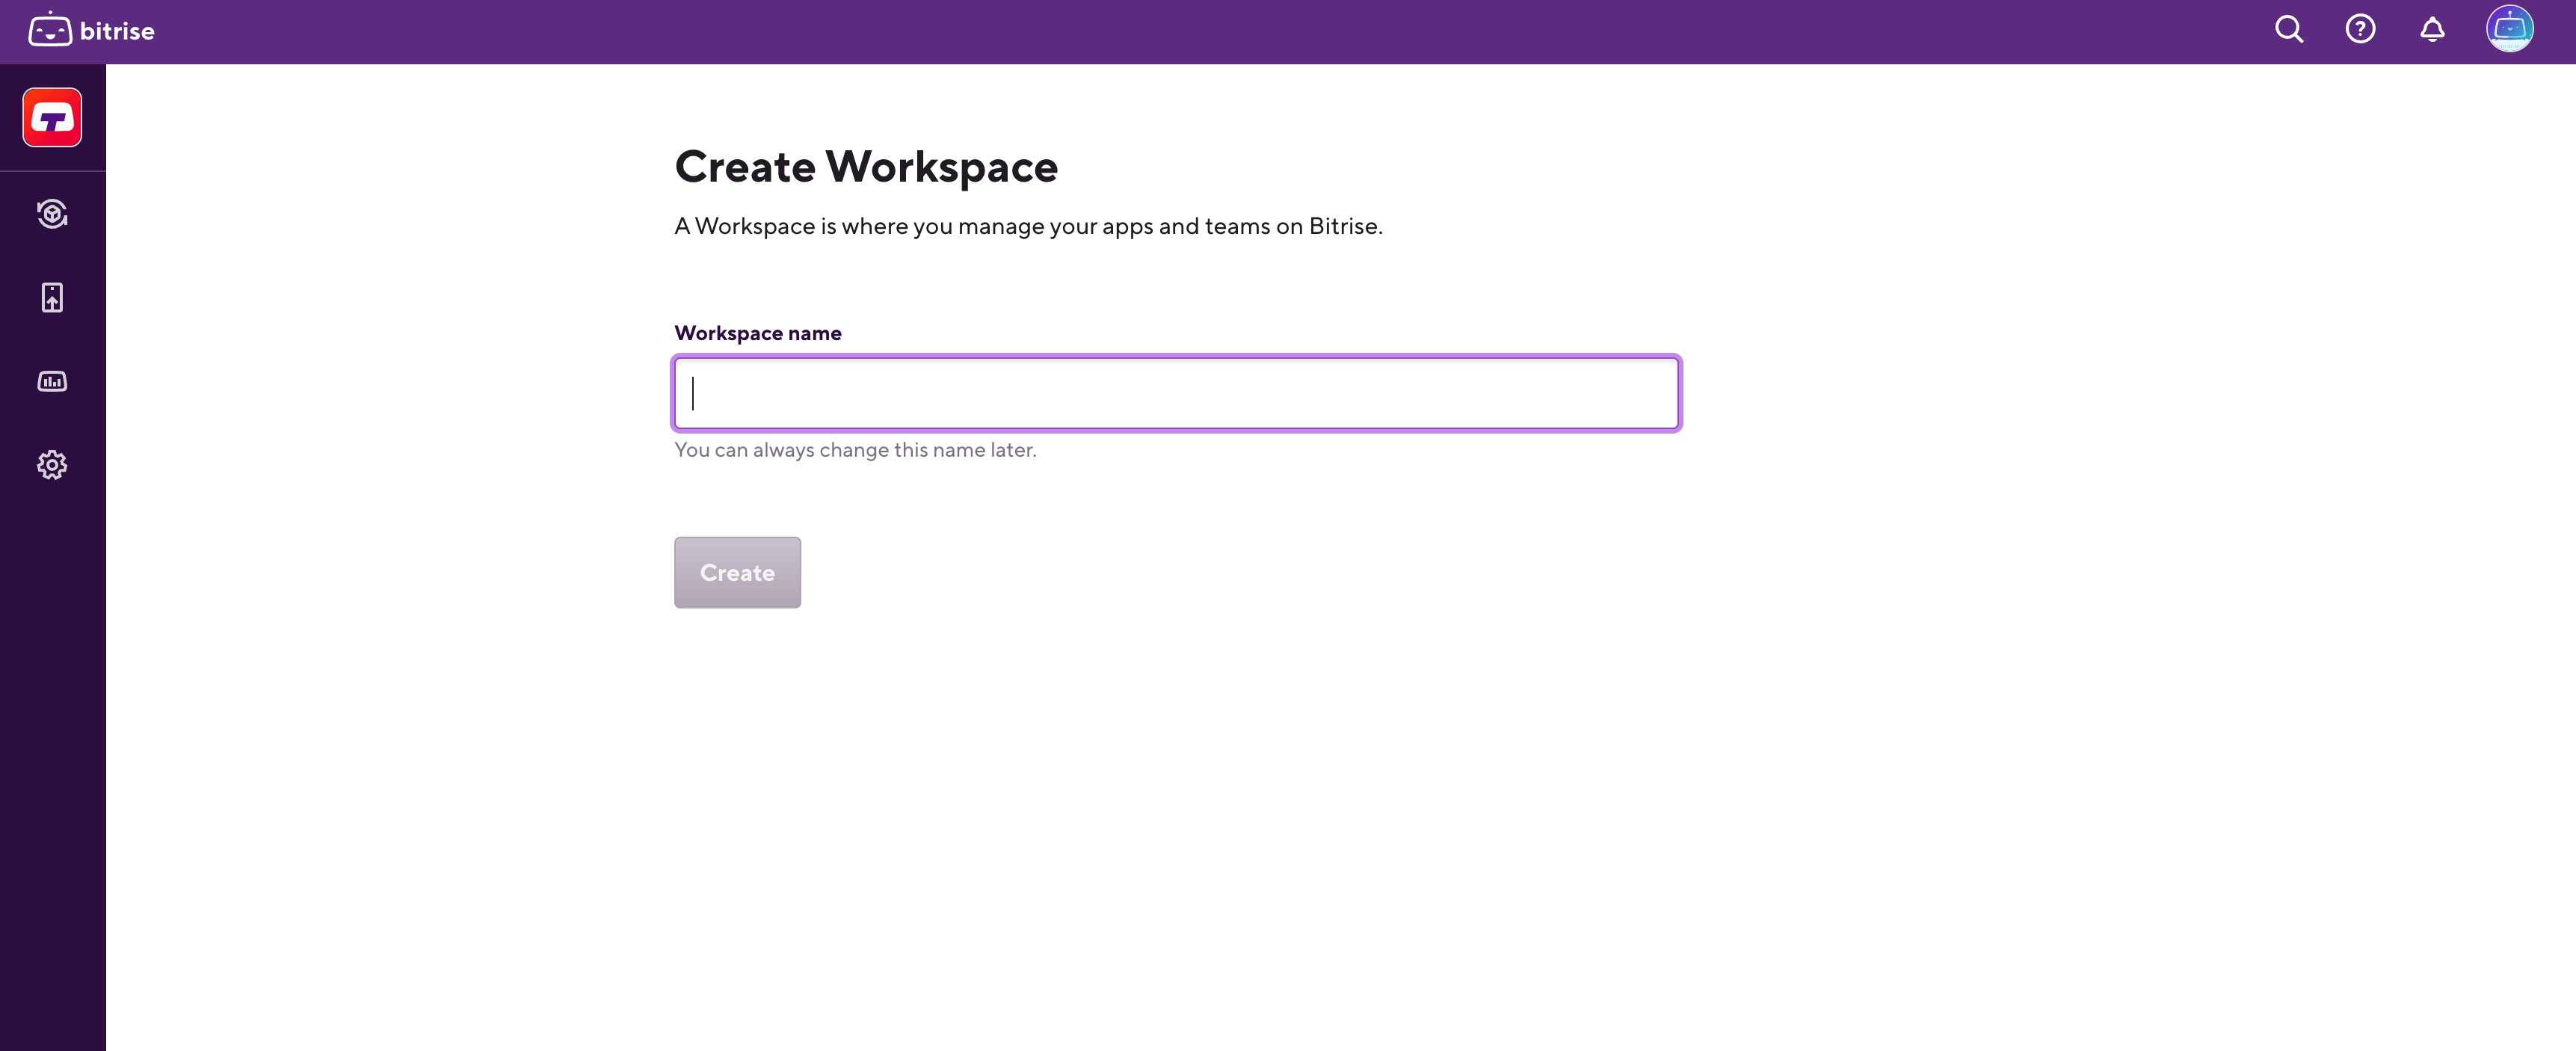 bitrise
Create Workspace
A Workspace is where you manage your apps and teams on Bitrise.
Workspace name
You can always change this name later.
Create